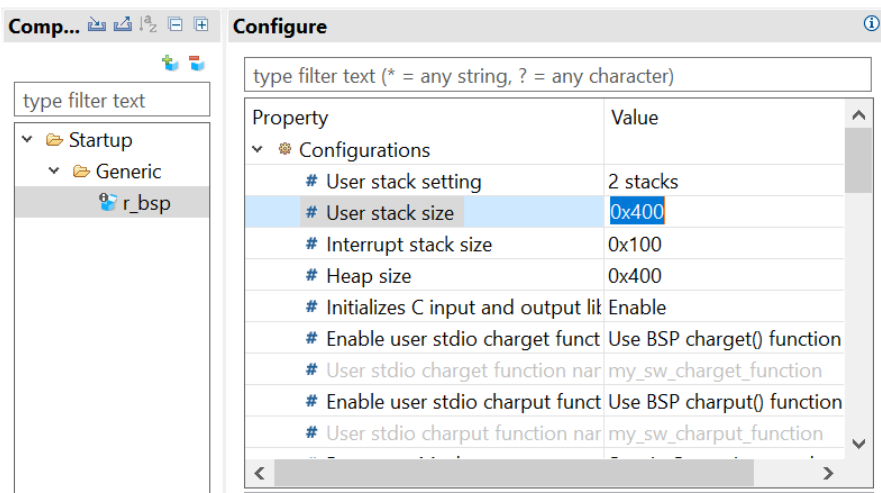 Comp...
Configure
type filter text (* = any string, ? = any character)
type filter text
Startup
Generic
r_bsp
Property Value
Configurations
# User stack setting 2 stacks
# User stack size 0x400
# Interrupt stack size 0x100
# Heap size 0x400
# Initializes C input and output lib Enable
# Enable user stdio charget funct Use BSP charget() function
# User stdio charget function nar my_sw_charget_function
# Enable user stdio charput funct Use BSP charput() function
# User stdio charput function nar my_sw_charput_function